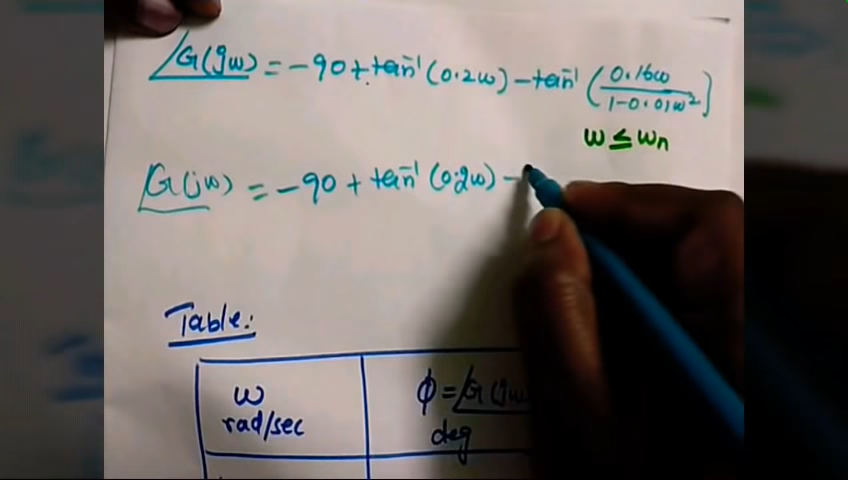 ∠G(jω) = -90 + tan⁻¹(0.2ω) - tan⁻¹(0.16ω/1-0.01ω²)
ω ≤ ωn
∠G(jω) = -90 + tan⁻¹(0.2ω) -
Table:
ω rad/sec
ϕ = ∠G(jω deg